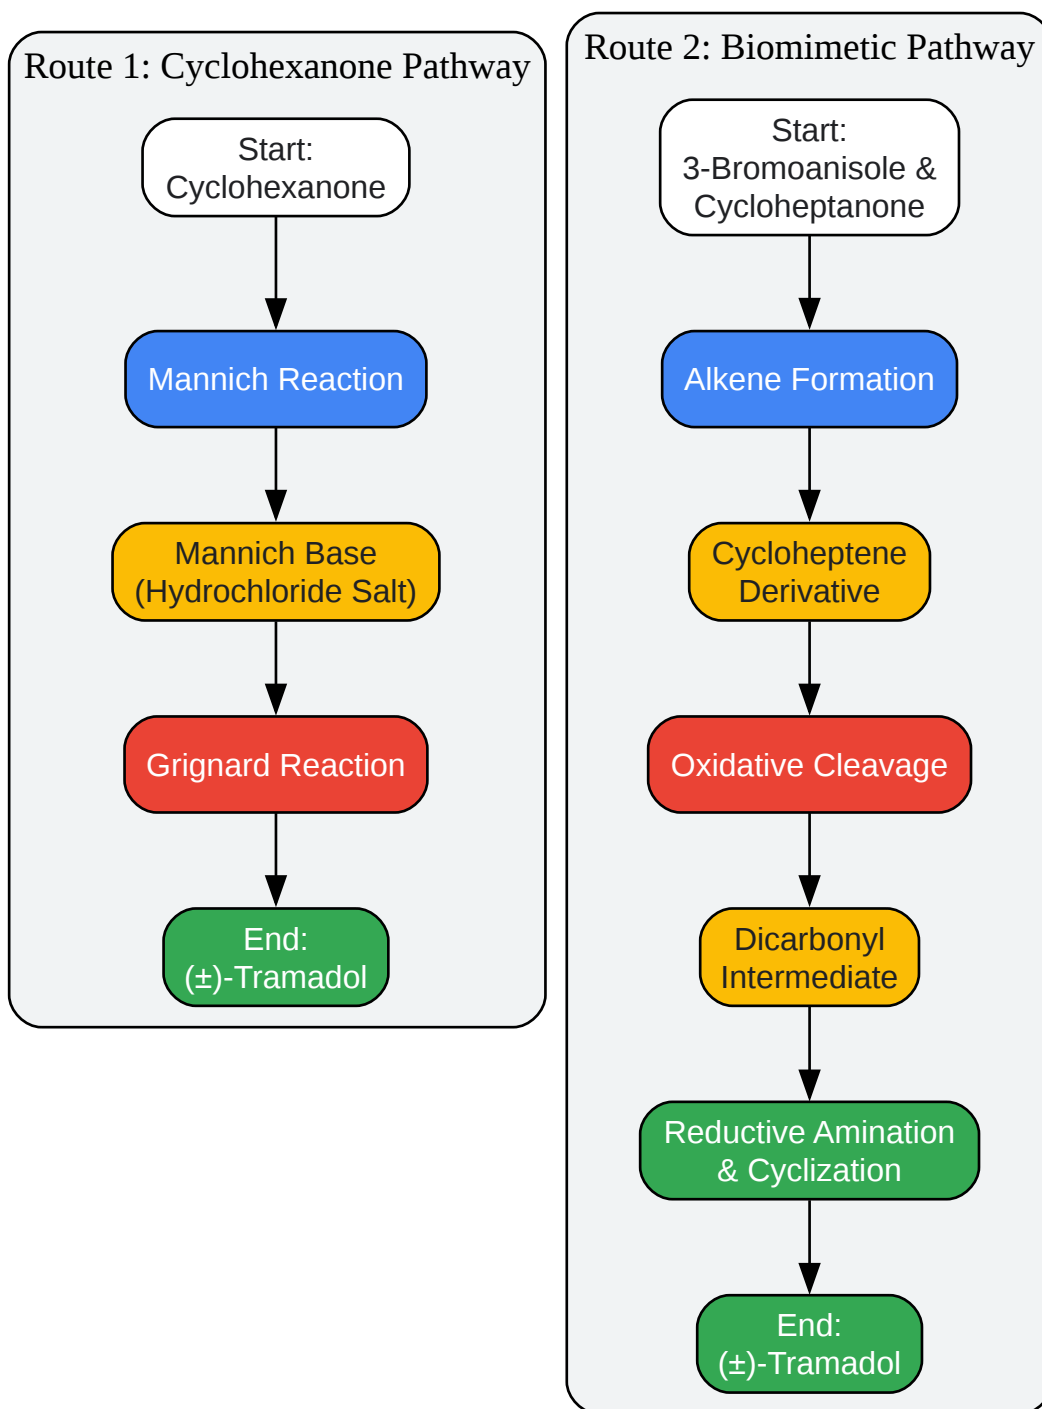 Route 1: Cyclohexanone Pathway
Start:
Cyclohexanone
Mannich Reaction
Mannich Base
(Hydrochloride Salt)
Grignard Reaction
End:
(±)-Tramadol
Route 2: Biomimetic Pathway
Start:
3-Bromoanisole &
Cycloheptanone
Alkene Formation
Cycloheptene
Derivative
Oxidative Cleavage
Dicarbonyl
Intermediate
Reductive Amination
& Cyclization
End:
(±)-Tramadol